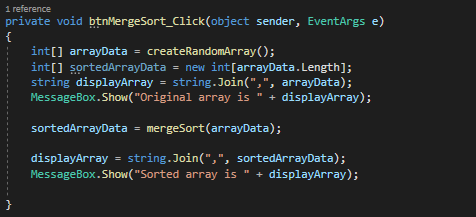 1 reference
private void btnMergeSort_Click(object sender, EventArgs e)
{
int[] arrayData = createRandomArray();
int[] sortedArrayData = new int[arrayData.Length];
string displayArray = string.Join(",", arrayData);
MessageBox.Show("Original array is " + displayArray);
sortedArrayData = mergeSort(arrayData);
displayArray = string.Join(",", sortedArrayData);
MessageBox.Show("Sorted array is " + displayArray);
}